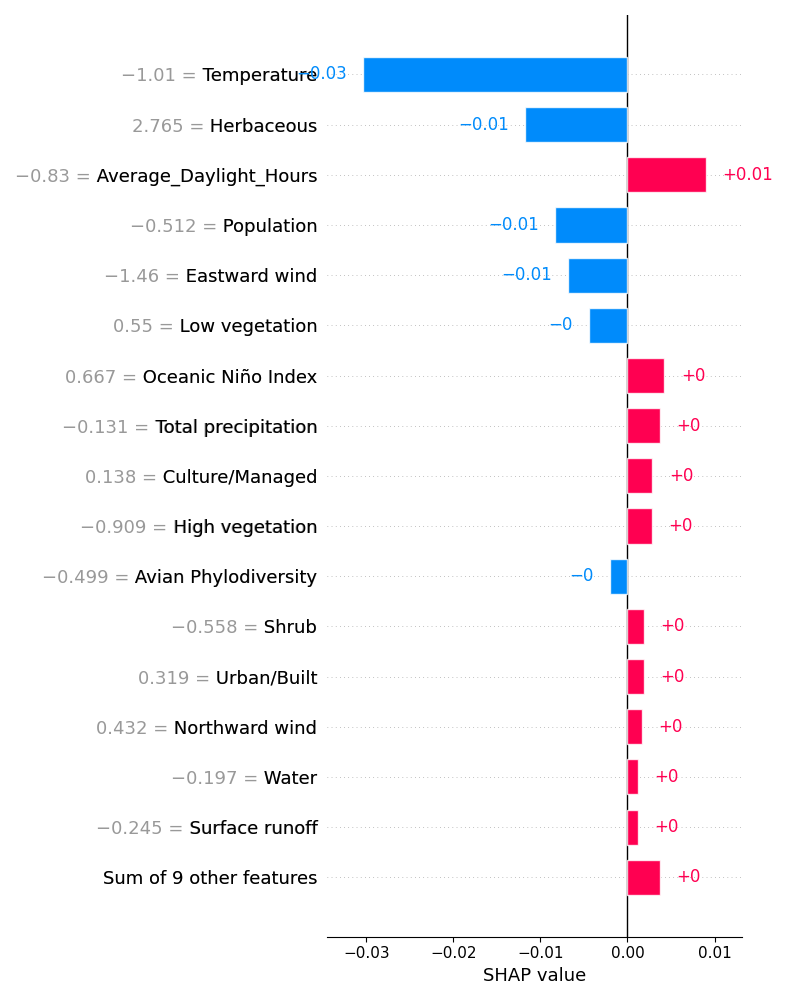 −1.01 = Temperature −0.03
2.765 = Herbaceous −0.01
−0.83 = Average_Daylight_Hours +0.01
−0.512 = Population −0.01
−1.46 = Eastward wind −0.01
0.55 = Low vegetation −0
0.667 = Oceanic Niño Index +0
−0.131 = Total precipitation +0
0.138 = Culture/Managed +0
−0.909 = High vegetation +0
−0.499 = Avian Phylodiversity −0
−0.558 = Shrub +0
0.319 = Urban/Built +0
0.432 = Northward wind +0
−0.197 = Water +0
−0.245 = Surface runoff +0
Sum of 9 other features +0
−0.03 −0.02 −0.01 0.00 0.01
SHAP value